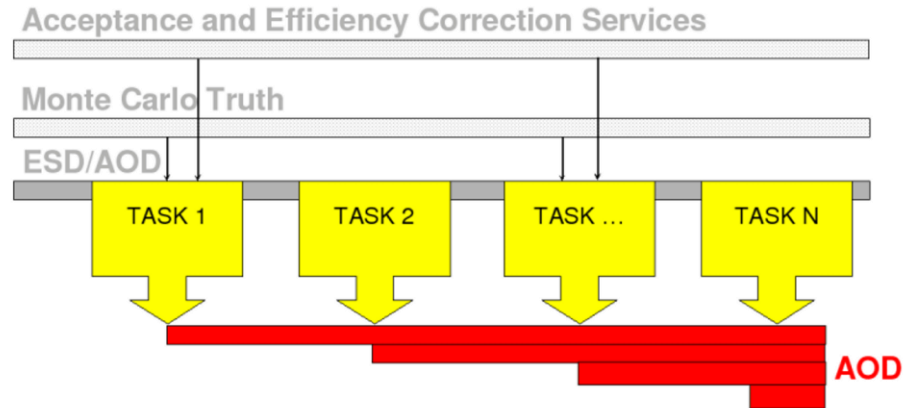 Acceptance and Efficiency Correction Services
Monte Carlo Truth
ESD/AOD
TASK 1
TASK 2
TASK ...
TASK N
AOD